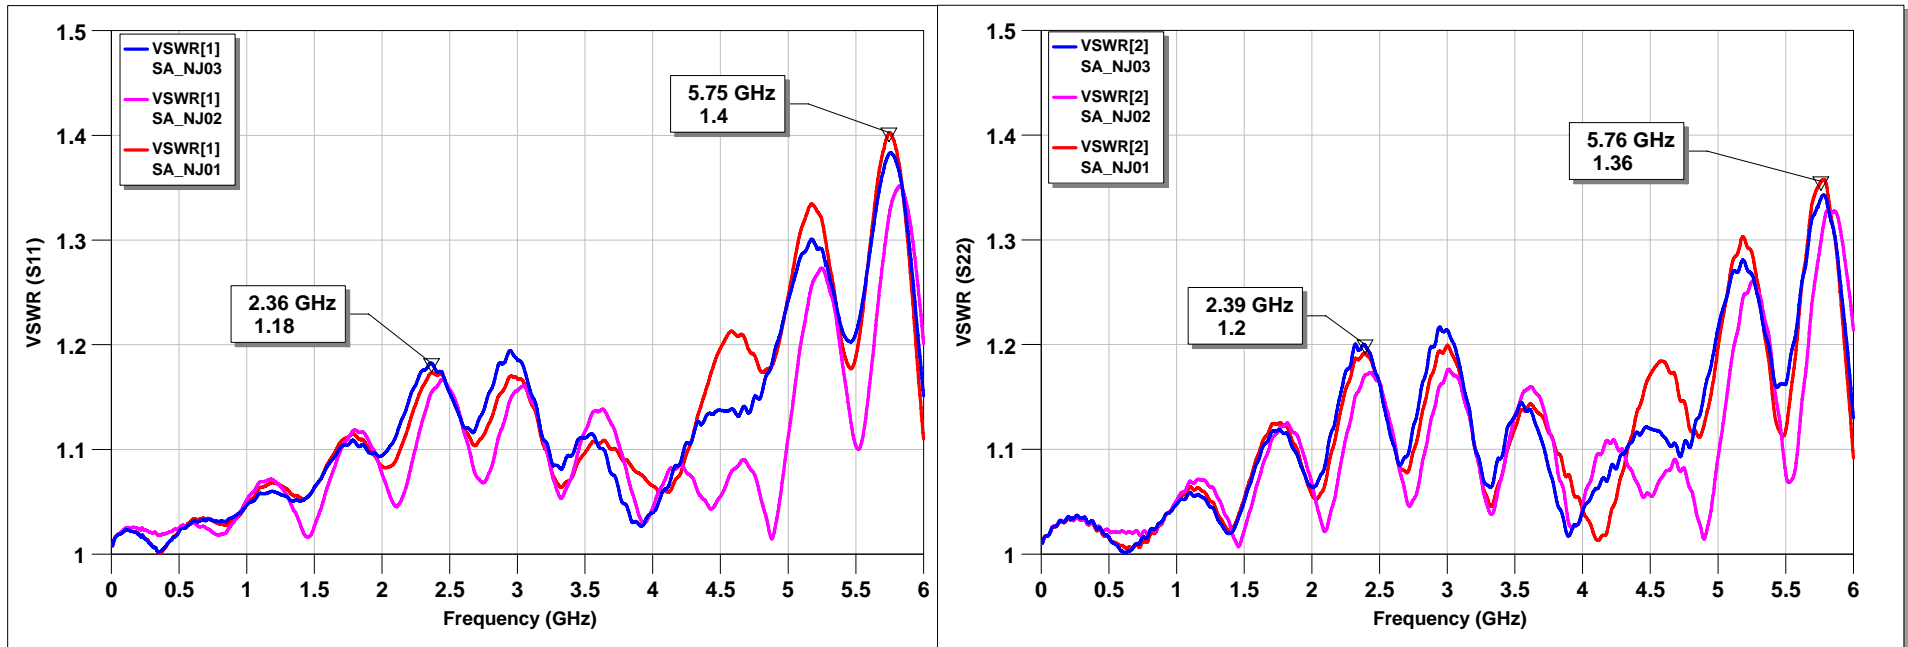 1.5
1.4
1.3
1.2
1.1
1
VSWR (S11)
VSWR[1]
SA_NJ03
VSWR[1]
SA_NJ02
VSWR[1]
SA_NJ01
5.75 GHz
1.4
2.36 GHz
1.18
0 0.5 1 1.5 2 2.5 3 3.5 4 4.5 5 5.5 6
Frequency (GHz)
1.5
1.4
1.3
1.2
1.1
1
VSWR (S22)
VSWR[2]
SA_NJ03
VSWR[2]
SA_NJ02
VSWR[2]
SA_NJ01
5.76 GHz
1.36
2.39 GHz
1.2
0 0.5 1 1.5 2 2.5 3 3.5 4 4.5 5 5.5 6
Frequency (GHz)